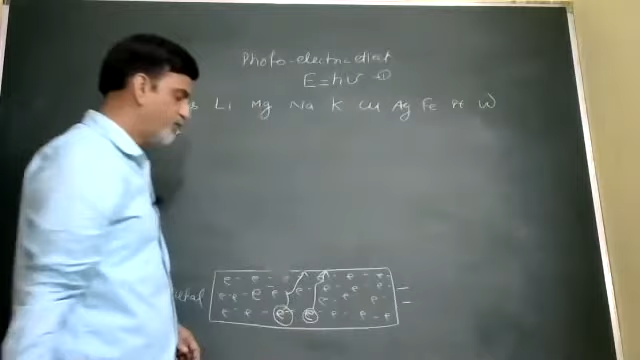 Photo-electric effect
E = hν -①
Li Mg Na K Cu Ag Fe Pt W
e- e- e- e- e- e- e-
e- e- e- e- e- e- e- e-
e- e- e- e- e- e- e- e-